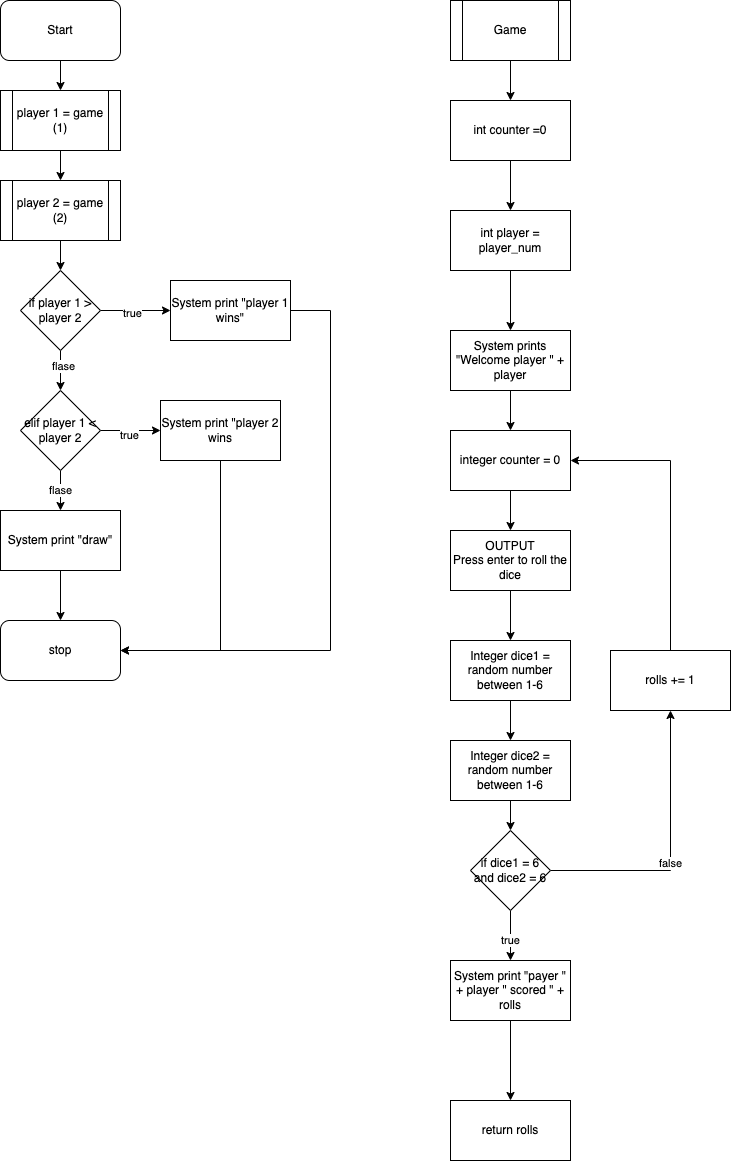 Start
player 1 = game
(1)
player 2 = game
(2)
if player 1 >
player 2
true
System print "player 1
wins"
flase
elif player 1 <
player 2
true
System print "player 2
wins
flase
System print "draw"
stop
Game
int counter =0
int player =
player_num
System prints
"Welcome player " +
player
integer counter = 0
OUTPUT
Press enter to roll the
dice
Integer dice1 =
random number
between 1-6
rolls += 1
Integer dice2 =
random number
between 1-6
if dice1 = 6
and dice2 = 6
false
true
System print "payer "
+ player " scored " +
rolls
return rolls